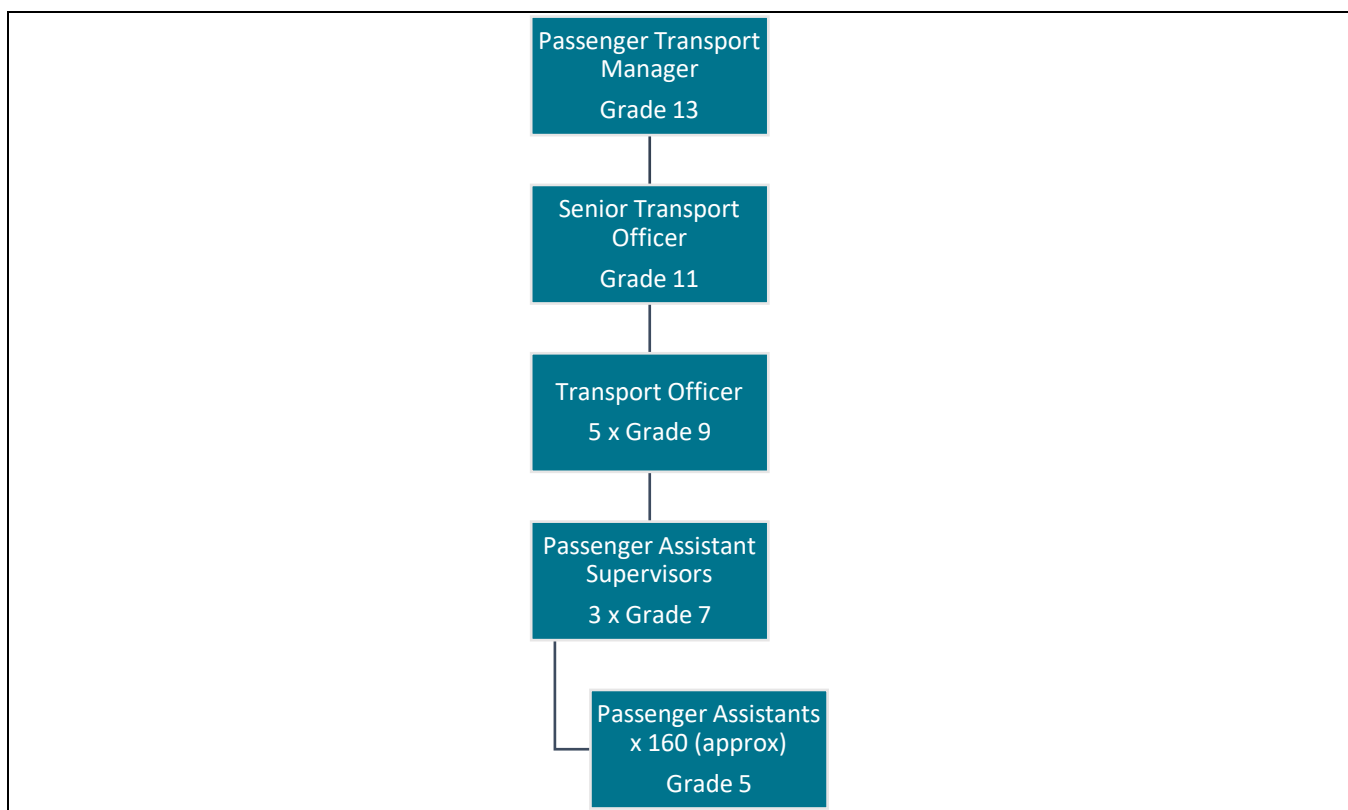 Passenger Transport
Manager
Grade 13
Senior Transport
Officer
Grade 11
Transport Officer
5 x Grade 9
Passenger Assistant
Supervisors
3 x Grade 7
Passenger Assistants
x 160 (approx)
Grade 5